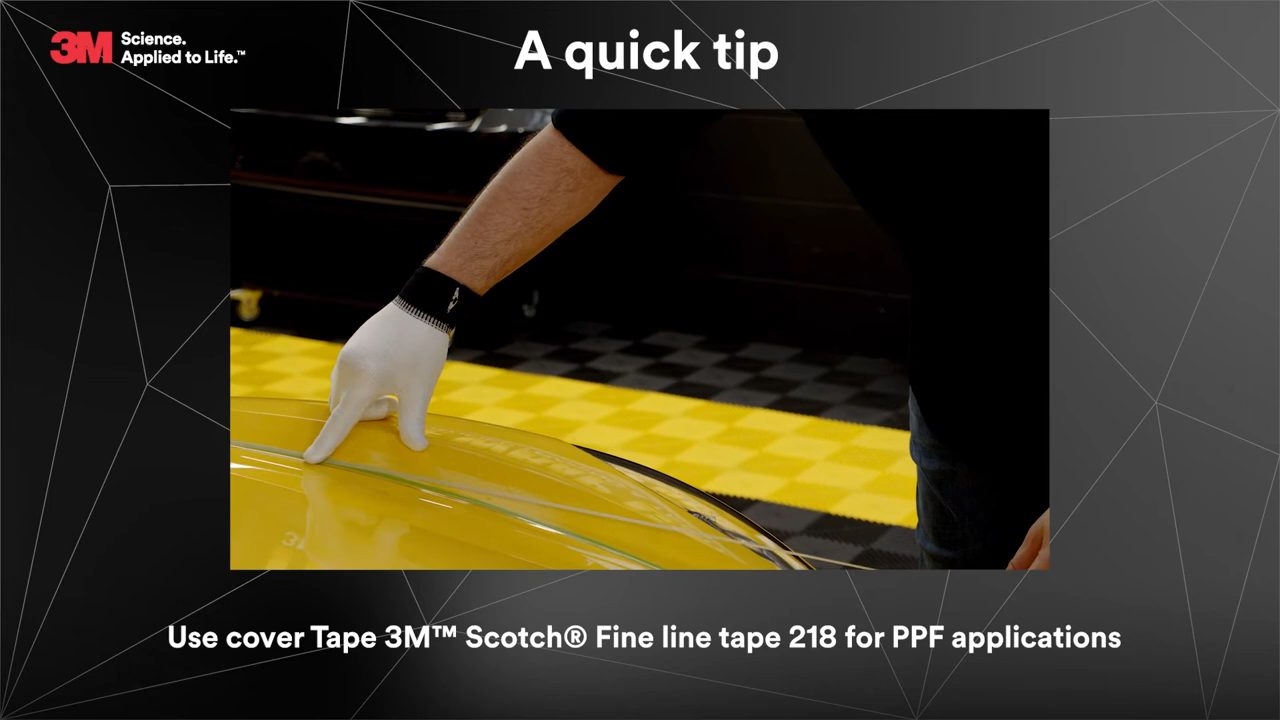 3M Science.
Applied to Life.™
A quick tip
Use cover Tape 3M™ Scotch® Fine line tape 218 for PPF applications